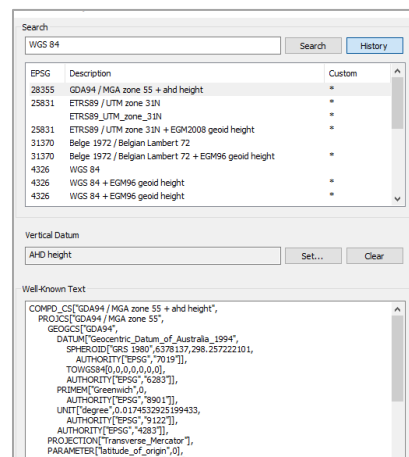 Search
WGS 84 Search History
EPSG Description Custom
28355 GDA94 / MGA zone 55 + ahd height *
25831 ETRS89 / UTM zone 31N *
ETRS89_UTM_zone_31N *
25831 ETRS89 / UTM zone 31N + EGM2008 geoid height *
31370 Belge 1972 / Belgian Lambert 72
31370 Belge 1972 / Belgian Lambert 72 + EGM96 geoid height *
4326 WGS 84
4326 WGS 84 + EGM96 geoid height *
4326 WGS 84 + EGM96 geoid height *
Vertical Datum
AHD height Set... Clear
Well-Known Text
COMPD_CS["GDA94 / MGA zone 55 + ahd height",
PROJCS["GDA94 / MGA zone 55",
GEOGCS["GDA94",
DATUM["Geocentric_Datum_of_Australia_1994",
SPHEROID["GRS 1980",6378137,298.257222101,
AUTHORITY["EPSG","7019"]],
TOWGS84[0,0,0,0,0,0,0],
AUTHORITY["EPSG","6283"]],
PRIMEM["Greenwich",0,
AUTHORITY["EPSG","8901"]],
UNIT["degree",0.0174532925199433,
AUTHORITY["EPSG","9122"]],
AUTHORITY["EPSG","4283"]],
PROJECTION["Transverse_Mercator"],
PARAMETER["latitude_of_origin",0],